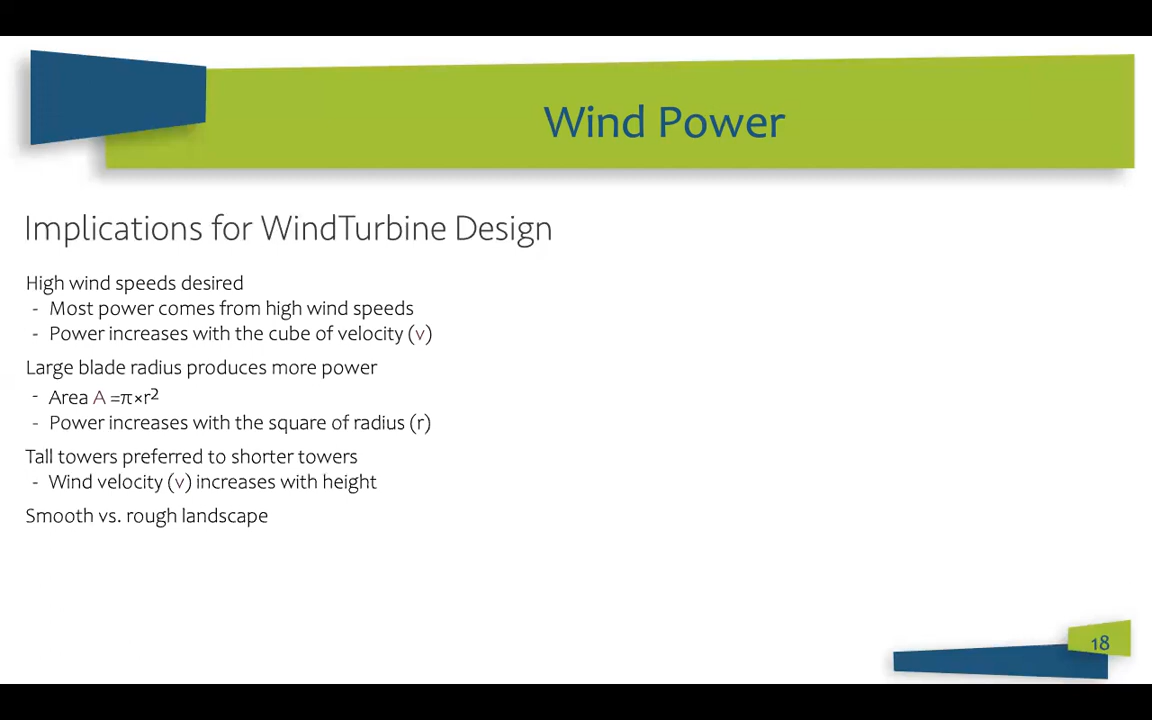 Wind Power
Implications for WindTurbine Design
High wind speeds desired
- Most power comes from high wind speeds
- Power increases with the cube of velocity (v)
Large blade radius produces more power
- Area A =π×r²
- Power increases with the square of radius (r)
Tall towers preferred to shorter towers
- Wind velocity (v) increases with height
Smooth vs. rough landscape
18